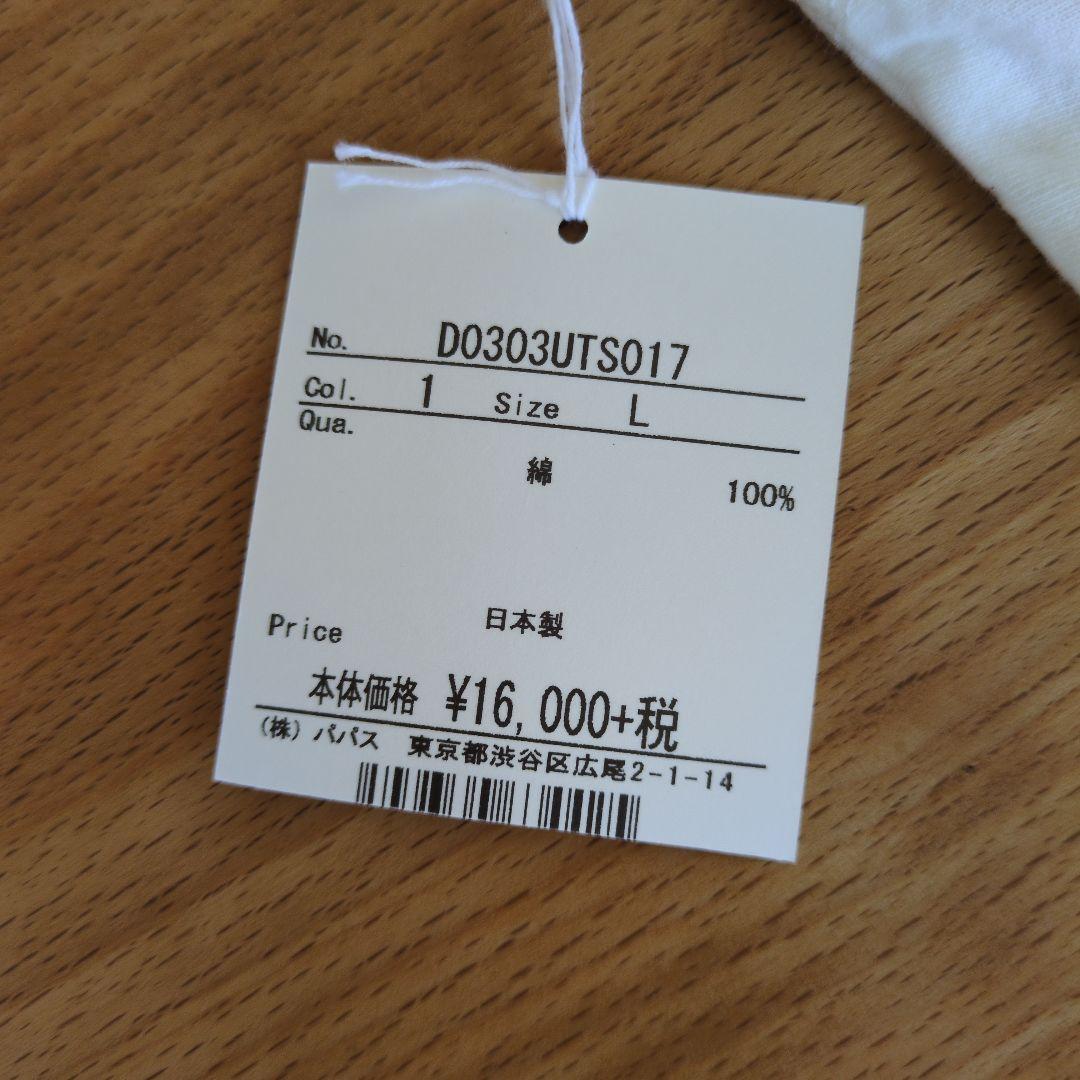 No. D0303UTS017
Col. 1 Size L
Qua.
綿 100%
日本製
Price
本体価格 ¥16,000+税
(株) パパス 東京都渋谷区広尾2-1-14